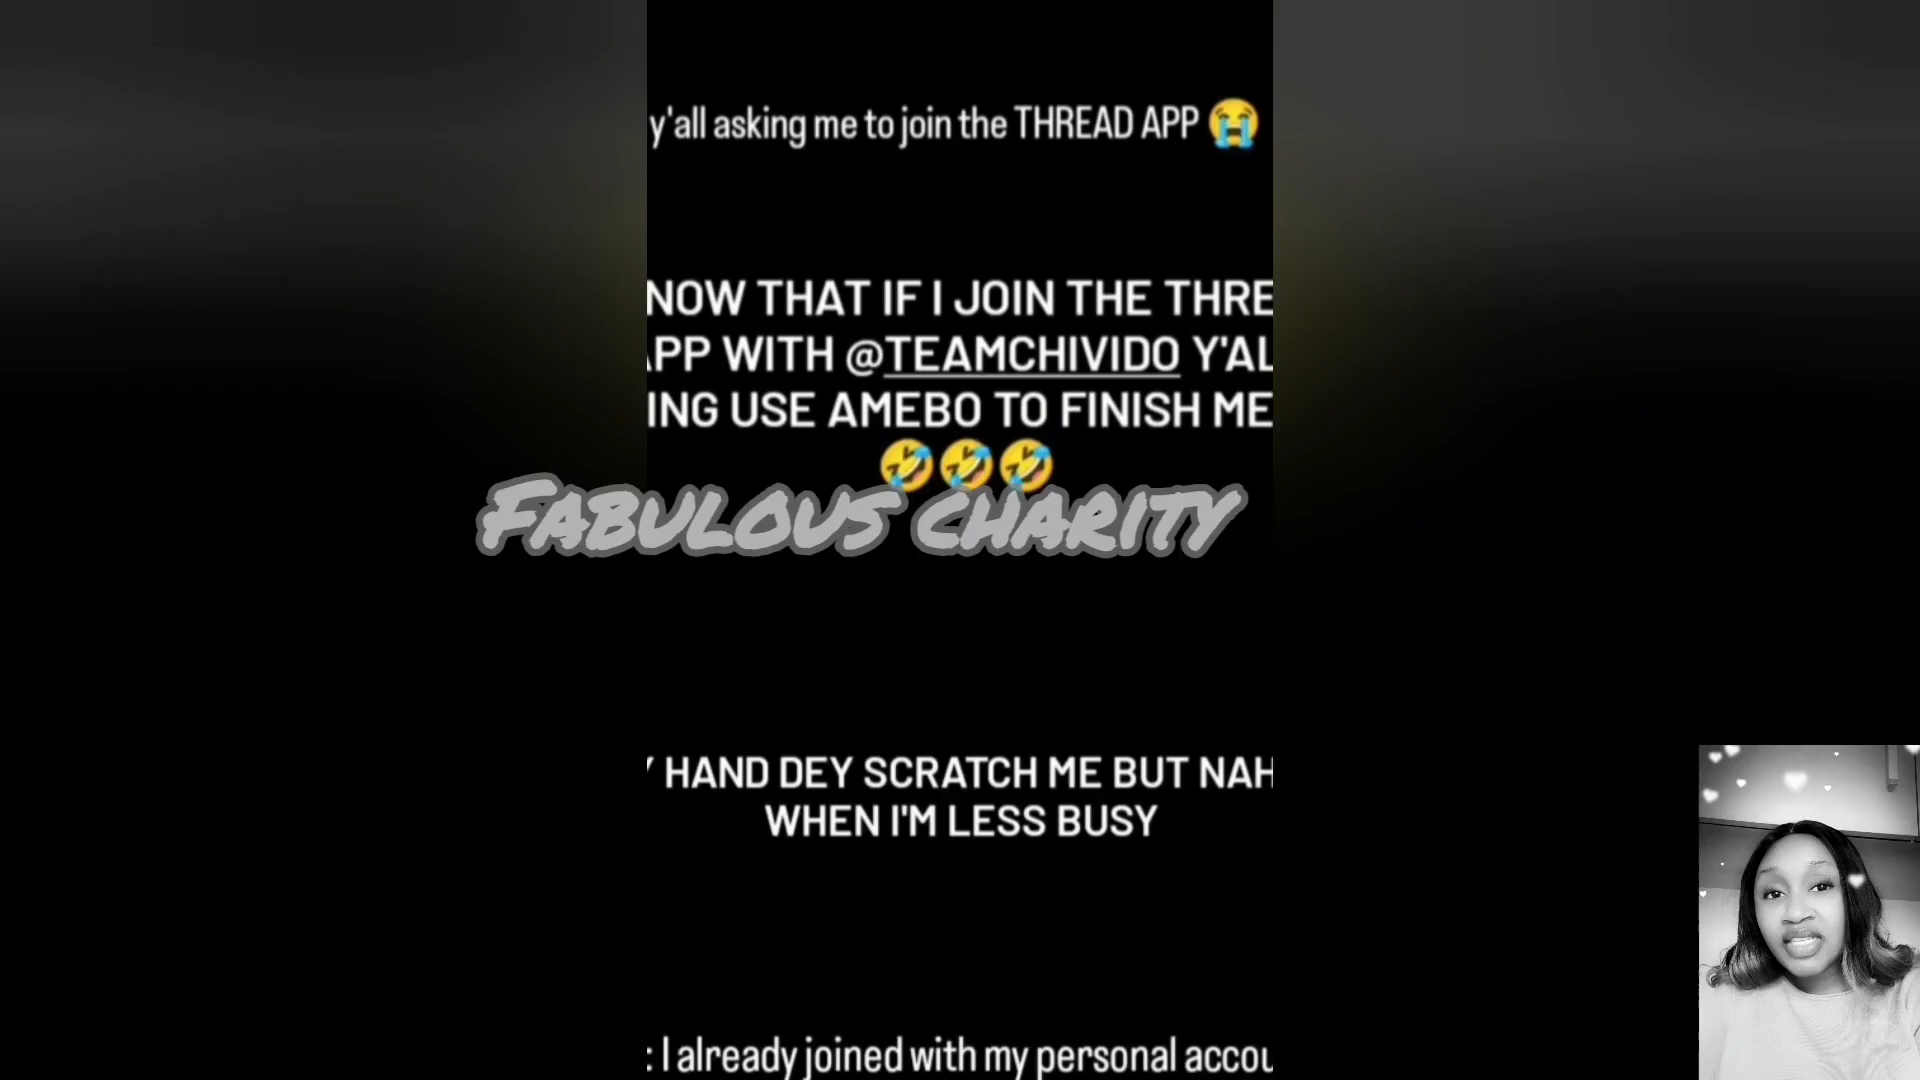 y'all asking me to join the THREAD APP 😭
NOW THAT IF I JOIN THE THRE
PP WITH @TEAMCHIVIDO Y'AL
ING USE AMEBO TO FINISH ME
🤣🤣🤣
FABULOUS CHARITY
HAND DEY SCRATCH ME BUT NAH
WHEN I'M LESS BUSY
: I already joined with my personal accou